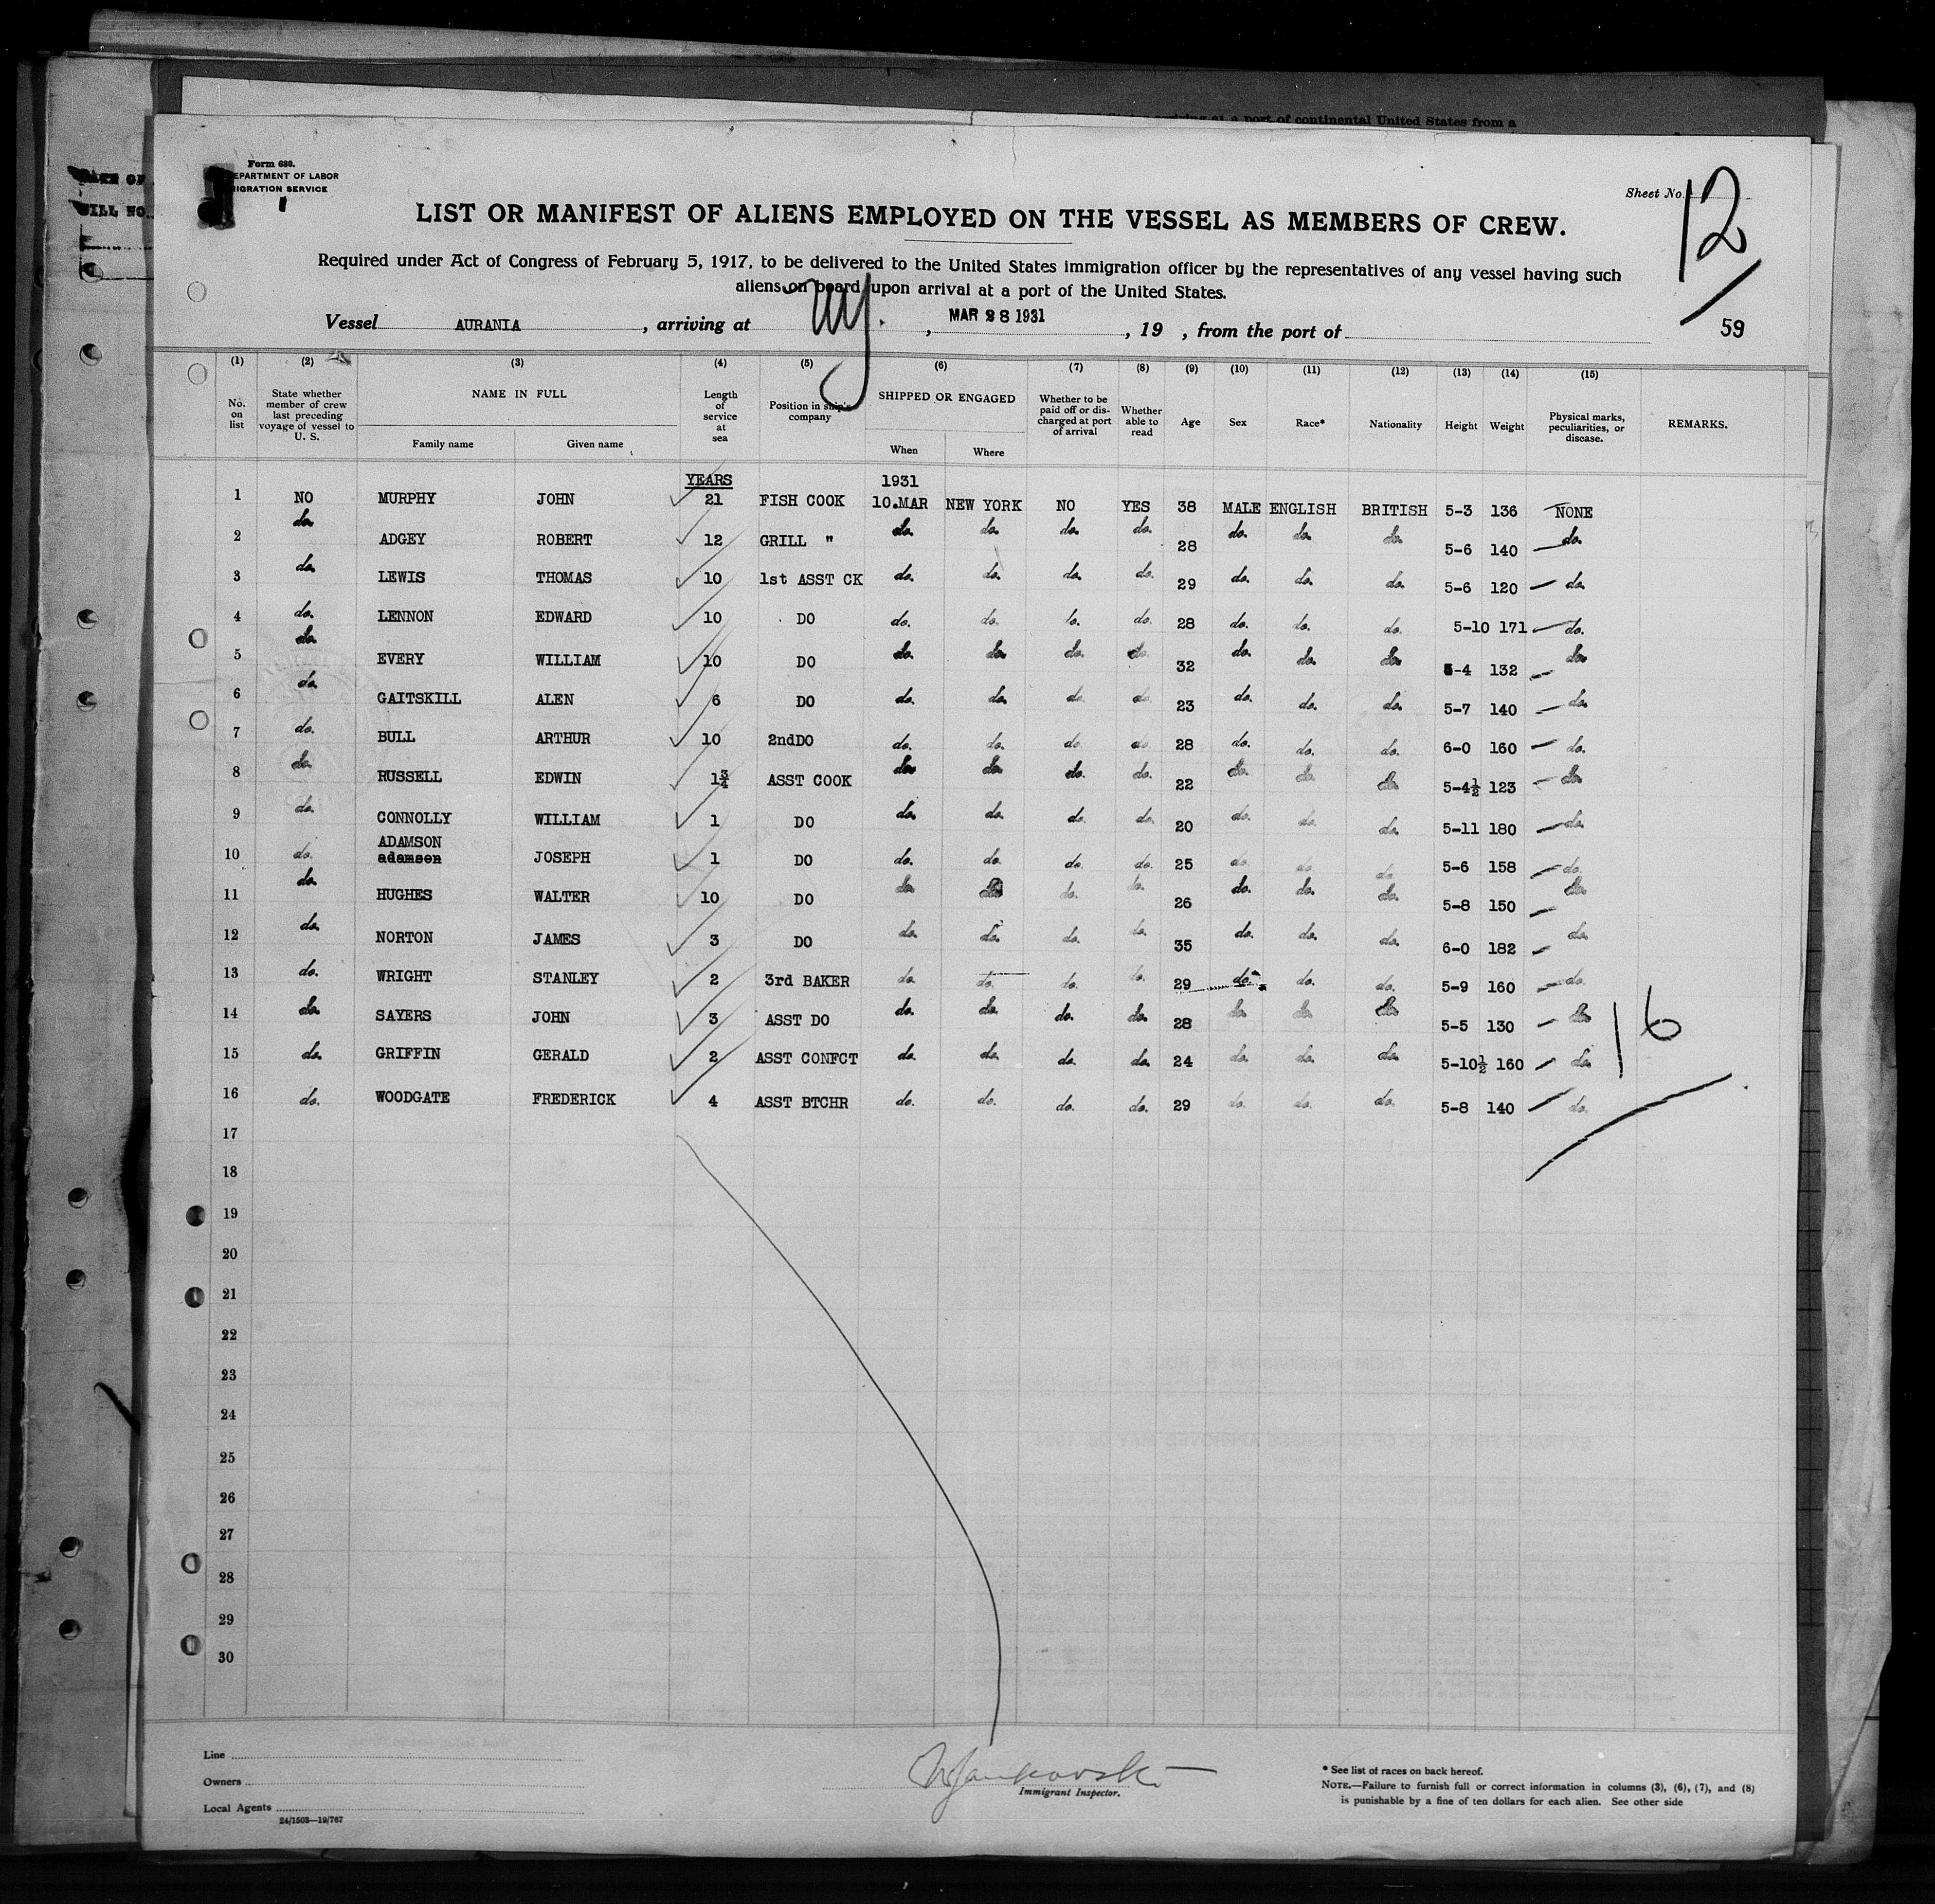 arriving at a port of continental United States from a
Form 680.
DEPARTMENT OF LABOR
IMMIGRATION SERVICE
Sheet No. 12
LIST OR MANIFEST OF ALIENS EMPLOYED ON THE VESSEL AS MEMBERS OF CREW.
Required under Act of Congress of February 5, 1917, to be delivered to the United States immigration officer by the representatives of any vessel having such
aliens on board upon arrival at a port of the United States.
Vessel AURANIA, arriving at NY., MAR 28 1931, 19 , from the port of
59
(1) (2) (3) (4) (5) (6) (7) (8) (9) (10) (11) (12) (13) (14) (15)
No. on list State whether member of crew last preceding voyage of vessel to U. S. NAME IN FULL Family name Given name Length of service at sea Position in ship's company SHIPPED OR ENGAGED When Where Whether to be paid off or discharged at port of arrival Whether able to read Age Sex Race* Nationality Height Weight Physical marks, peculiarities, or disease. REMARKS.
YEARS 1931
1 NO MURPHY JOHN 21 FISH COOK 10.MAR NEW YORK NO YES 38 MALE ENGLISH BRITISH 5-3 136 NONE
2 do. ADGEY ROBERT 12 GRILL " do. do. do. do. 28 do. do. do. 5-6 140 do.
3 do. LEWIS THOMAS 10 1st ASST CK do. do. do. do. 29 do. do. do. 5-6 120 do.
4 do. LENNON EDWARD 10 DO do. do. do. do. 28 do. do. do. 5-10 171 do.
5 do. EVERY WILLIAM 10 DO do. do. do. do. 32 do. do. do. 5-4 132 do.
6 do. GAITSKILL ALEN 6 DO do. do. do. do. 23 do. do. do. 5-7 140 do.
7 do. BULL ARTHUR 10 2ndDO do. do. do. do. 28 do. do. do. 6-0 160 do.
8 do. RUSSELL EDWIN 1¾ ASST COOK do. do. do. do. 22 do. do. do. 5-4½ 123 do.
9 do. CONNOLLY WILLIAM 1 DO do. do. do. do. 20 do. do. do. 5-11 180 do.
ADAMSON
10 do. adamson JOSEPH 1 DO do. do. do. do. 25 do. do. do. 5-6 158 do.
11 do. HUGHES WALTER 10 DO do. do. do. do. 26 do. do. do. 5-8 150 do.
12 do. NORTON JAMES 3 DO do. do. do. do. 35 do. do. do. 6-0 182 do.
13 do. WRIGHT STANLEY 2 3rd BAKER do. do. do. do. 29 do. do. do. 5-9 160 do.
14 do. SAYERS JOHN 3 ASST DO do. do. do. do. 28 do. do. do. 5-5 130 do.
16
15 do. GRIFFIN GERALD 2 ASST CONFCT do. do. do. do. 24 do. do. do. 5-10½ 160 do.
16 do. WOODGATE FREDERICK 4 ASST BTCHR do. do. do. do. 29 do. do. do. 5-8 140 do.
17
18
19
20
21
22
23
24
25
26
27
28
29
30
Line
Owners
Local Agents
24/1503—19/767
Immigrant Inspector.
* See list of races on back hereof.
NOTE.—Failure to furnish full or correct information in columns (3), (6), (7), and (8)
is punishable by a fine of ten dollars for each alien. See other side